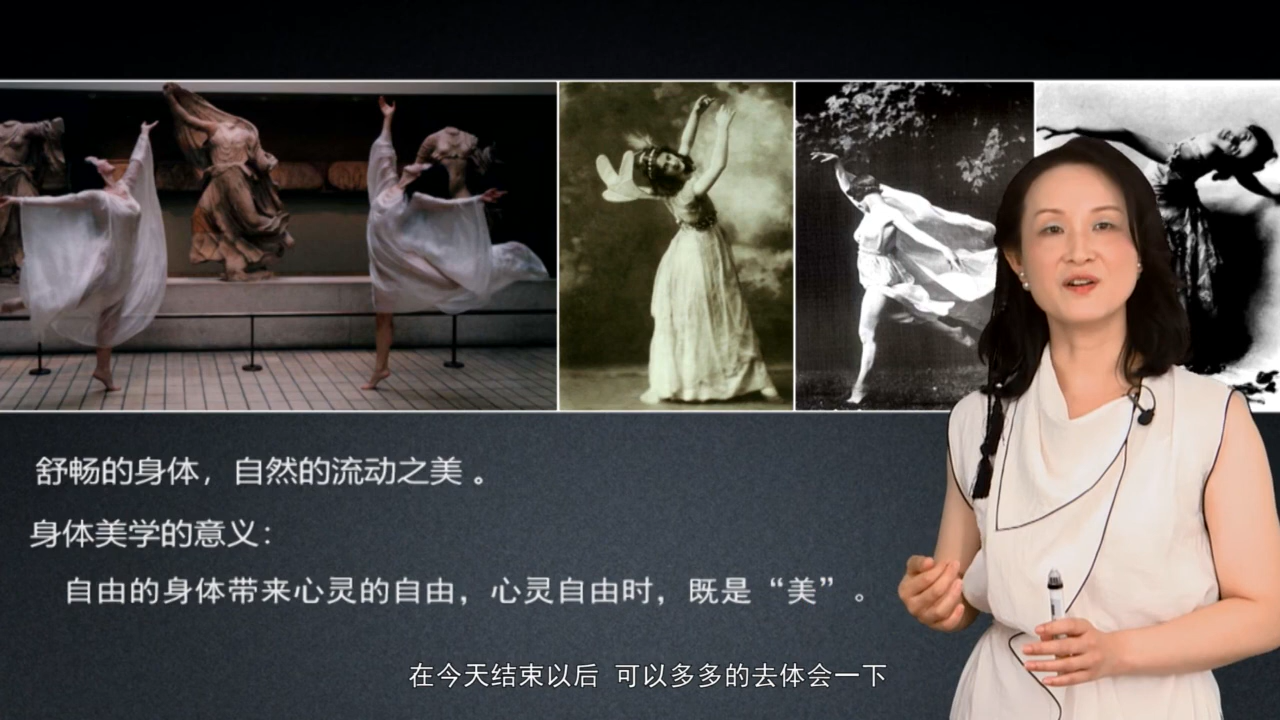 舒畅的身体，自然的流动之美 。
身体美学的意义：
自由的身体带来心灵的自由，心灵自由时，既是“美”。
在今天结束以后 可以多多的去体会一下